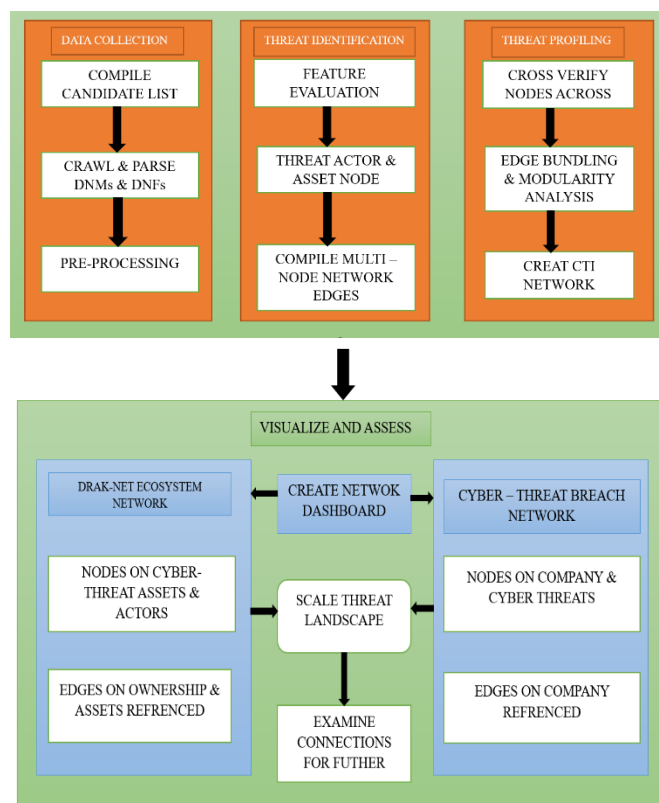 DATA COLLECTION
COMPILE
CANDIDATE LIST
CRAWL & PARSE
DNMs & DNFs
PRE-PROCESSING
THREAT IDENTIFICATION
FEATURE
EVALUATION
THREAT ACTOR &
ASSET NODE
COMPILE MULTI –
NODE NETWORK
EDGES
THREAT PROFILING
CROSS VERIFY
NODES ACROSS
EDGE BUNDLING
& MODULARITY
ANALYSIS
CREAT CTI
NETWORK
VISUALIZE AND ASSESS
DRAK-NET ECOSYSTEM
NETWORK
CREATE NETWOK
DASHBOARD
CYBER – THREAT BREACH
NETWORK
NODES ON CYBER-
THREAT ASSETS &
ACTORS
SCALE THREAT
LANDSCAPE
NODES ON COMPANY &
CYBER THREATS
EDGES ON OWNERSHIP &
ASSETS REFRENCED
EXAMINE
CONNECTIONS
FOR FUTHER
EDGES ON COMPANY
REFRENCED